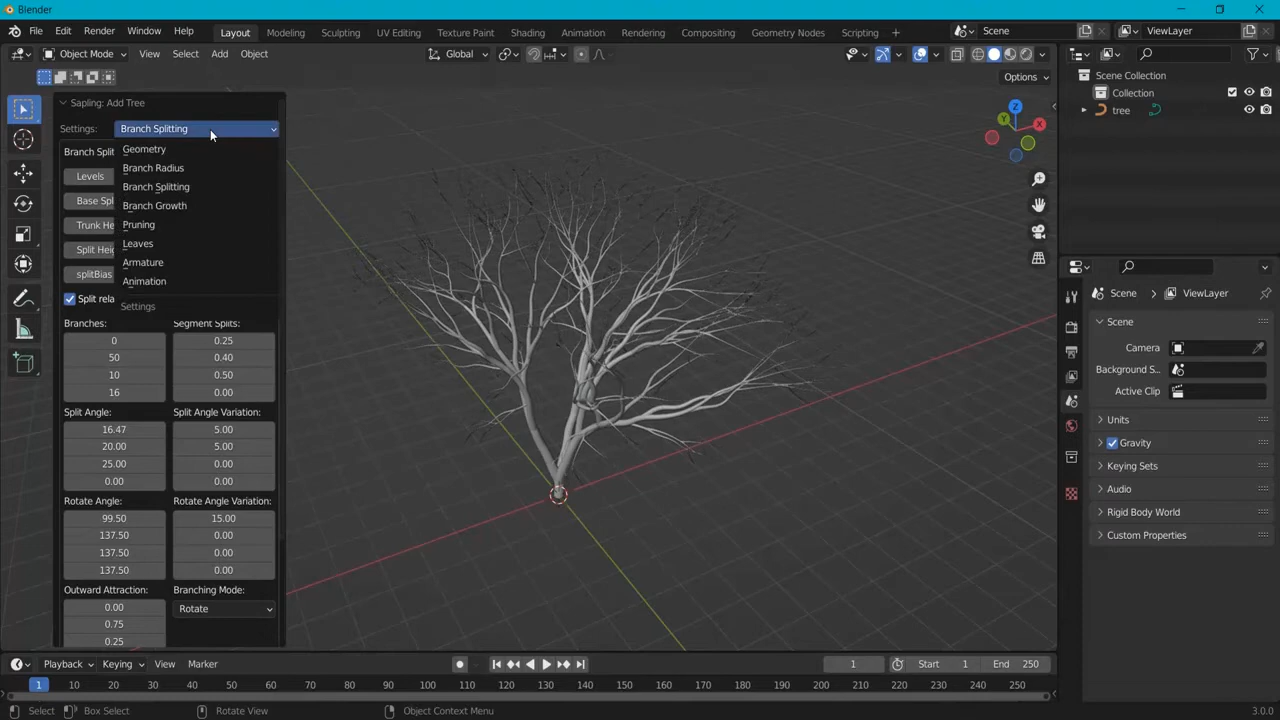 Blender
File Edit Render Window Help Layout Modeling Sculpting UV Editing Texture Paint Shading Animation Rendering Compositing Geometry Nodes Scripting + Scene ViewLayer
Object Mode View Select Add Object Global
Options
Scene Collection
Collection
tree
Sapling: Add Tree
Settings: Branch Splitting
Geometry
Branch Radius
Branch Splitting
Branch Growth
Pruning
Leaves
Armature
Animation
Settings
Branch Split
Levels
Base Spl
Trunk He
Split Heig
splitBias
Split rela
Branches: Segment Splits:
0 0.25
50 0.40
10 0.50
16 0.00
Split Angle: Split Angle Variation:
16.47 5.00
20.00 5.00
25.00 0.00
0.00 0.00
Rotate Angle: Rotate Angle Variation:
99.50 15.00
137.50 0.00
137.50 0.00
137.50 0.00
Outward Attraction: Branching Mode:
0.00 Rotate
0.75
0.25
X
Y
Z
Scene ViewLayer
Scene
Camera
Background S...
Active Clip
Units
Gravity
Keying Sets
Audio
Rigid Body World
Custom Properties
Playback Keying View Marker 1 Start 1 End 250
1 10 20 30 40 50 60 70 80 90 100 110 120 130 140 150 160 170 180 190 200 210 220 230 240 250
Select Box Select Rotate View Object Context Menu 3.0.0